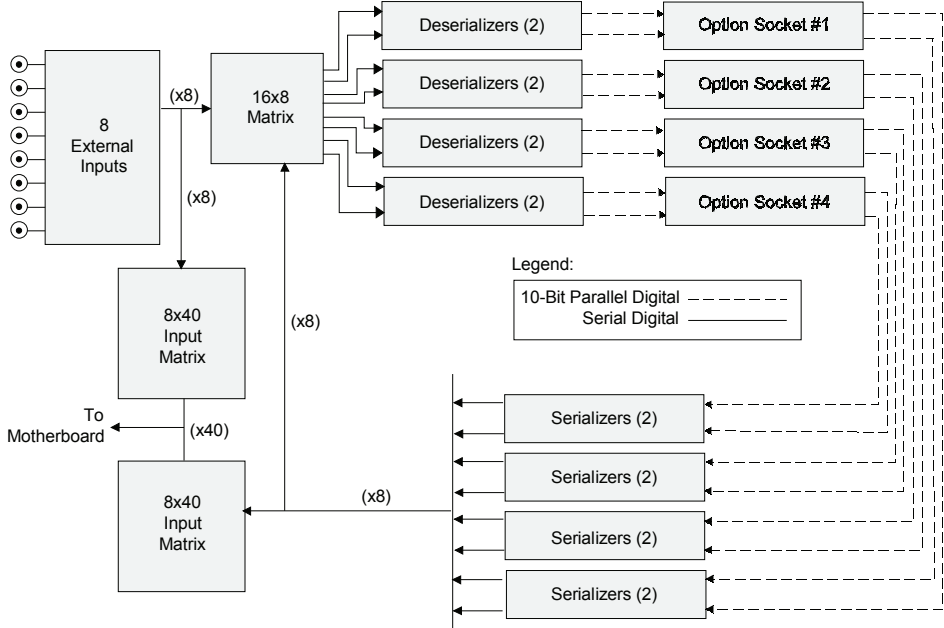 Deserializers (2)
Option Socket #1
8
External
Inputs
(x8)
16x8
Matrix
Deserializers (2)
Option Socket #2
Deserializers (2)
Option Socket #3
(x8)
Deserializers (2)
Option Socket #4
Legend:
10-Bit Parallel Digital
Serial Digital
8x40
Input
Matrix
(x8)
To
Motherboard
(x40)
Serializers (2)
8x40
Input
Matrix
(x8)
Serializers (2)
Serializers (2)
Serializers (2)